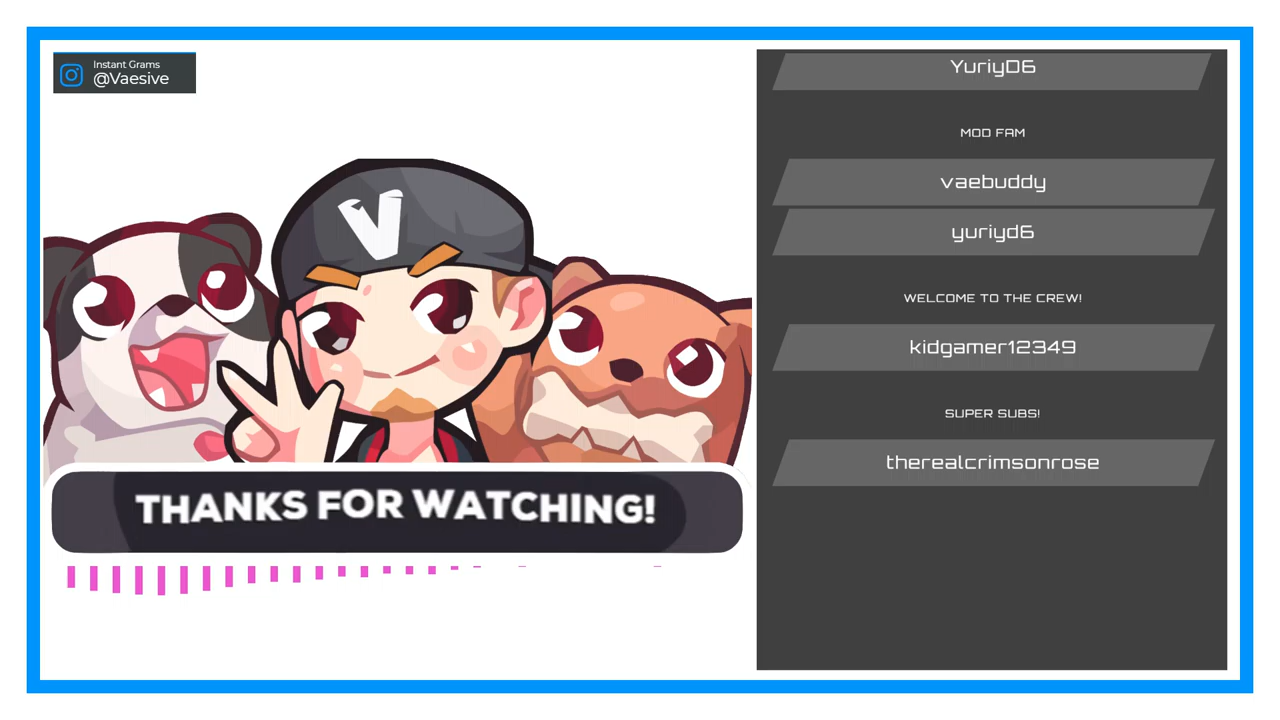 Instant Grams
@Vaesive
V
THANKS FOR WATCHING!
YuriyD6
MOD FAM
vaebuddy
yuriyd6
WELCOME TO THE CREW!
kidgamer12349
SUPER SUBS!
therealcrimsonrose